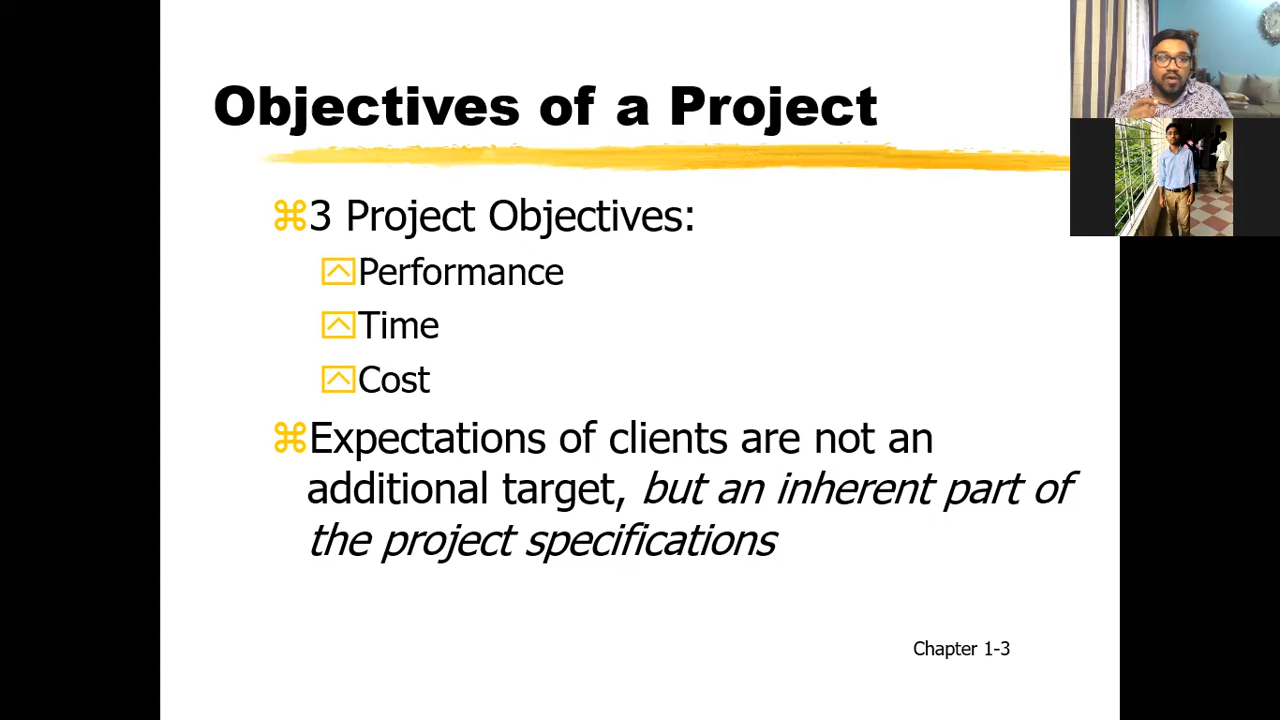 Objectives of a Project
3 Project Objectives:
Performance
Time
Cost
Expectations of clients are not an
additional target, but an inherent part of
the project specifications
Chapter 1-3